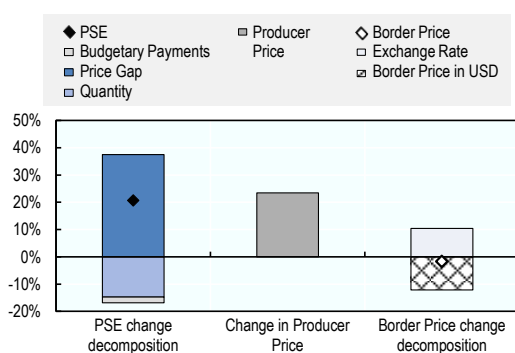 PSE
Budgetary Payments
Price Gap
Quantity
Producer
Price
Border Price
Exchange Rate
Border Price in USD
50%
40%
30%
20%
10%
0%
-10%
-20%
PSE change
decomposition
Change in Producer
Price
Border Price change
decomposition